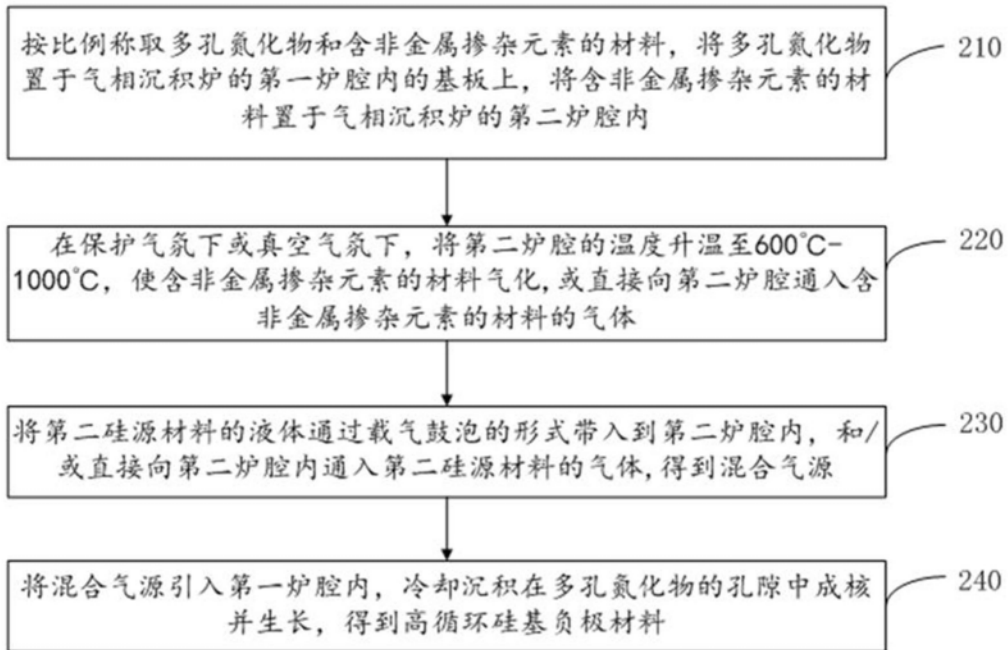 按比例称取多孔氮化物和含非金属掺杂元素的材料，将多孔氮化物
置于气相沉积炉的第一炉腔内的基板上，将含非金属掺杂元素的材
料置于气相沉积炉的第二炉腔内
210
在保护气氛下或真空气氛下，将第二炉腔的温度升温至600℃-
1000℃，使含非金属掺杂元素的材料气化,或直接向第二炉腔通入含
非金属掺杂元素的材料的气体
220
将第二硅源材料的液体通过载气鼓泡的形式带入到第二炉腔内，和/
或直接向第二炉腔内通入第二硅源材料的气体,得到混合气源
230
将混合气源引入第一炉腔内，冷却沉积在多孔氮化物的孔隙中成核
并生长，得到高循环硅基负极材料
240